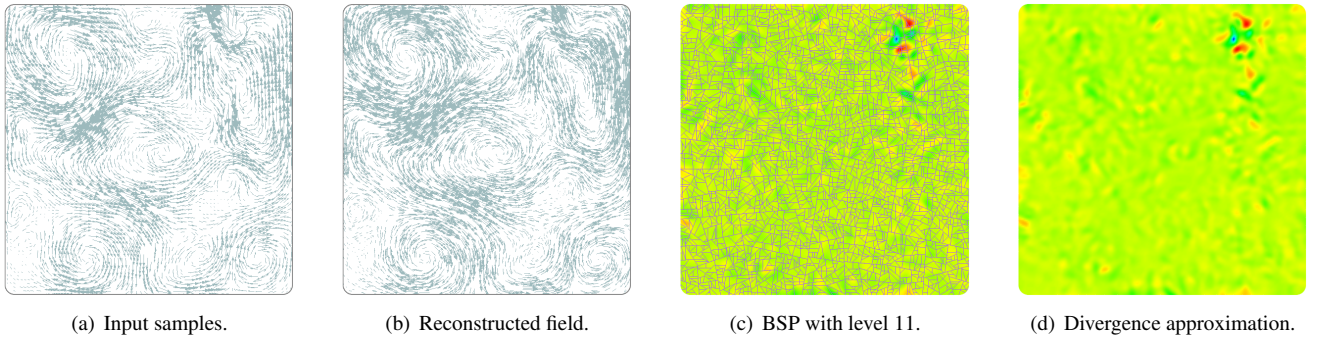 (a) Input samples.
(b) Reconstructed field.
(c) BSP with level 11.
(d) Divergence approximation.